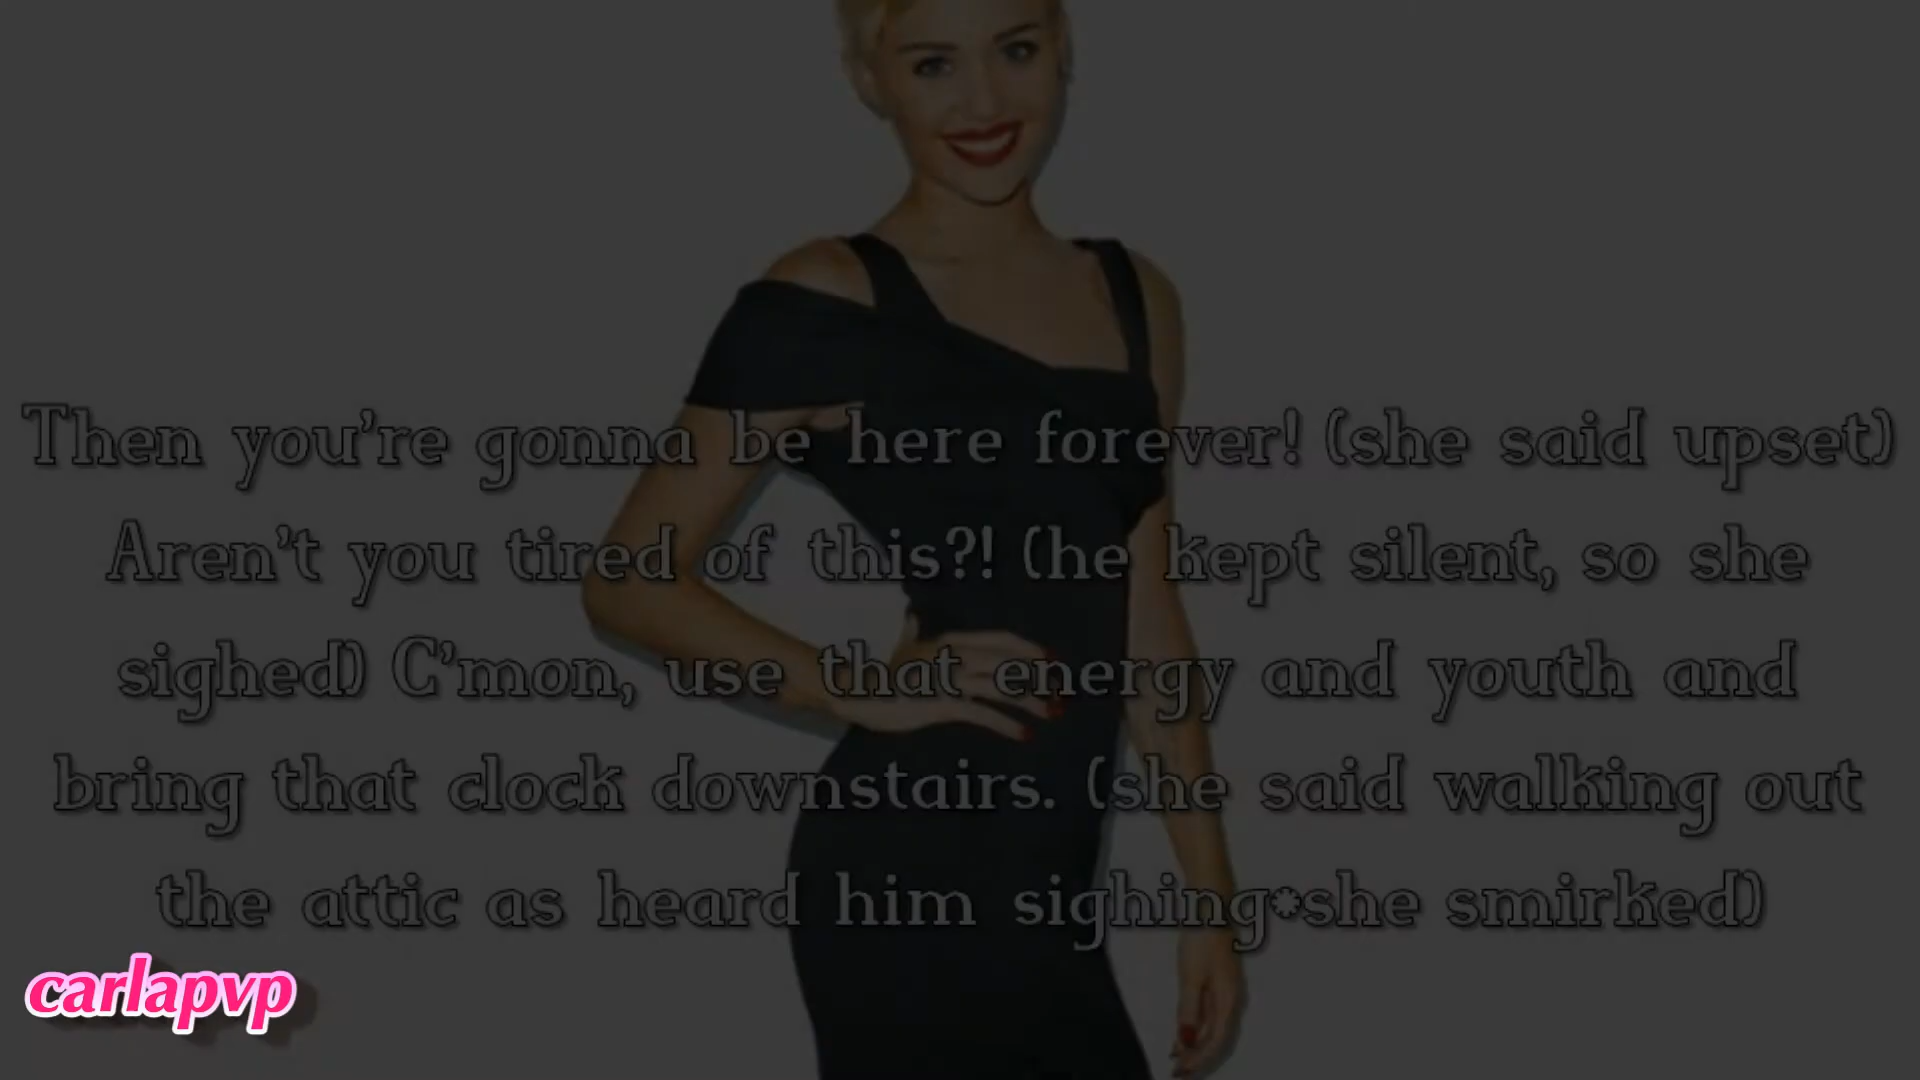 Then you're gonna be here forever! (she said upset)
Aren't you tired of this?! (he kept silent, so she
sighed) C'mon, use that energy and youth and
bring that clock downstairs. (she said walking out
the attic as heard him sighing*she smirked)
carlapvp